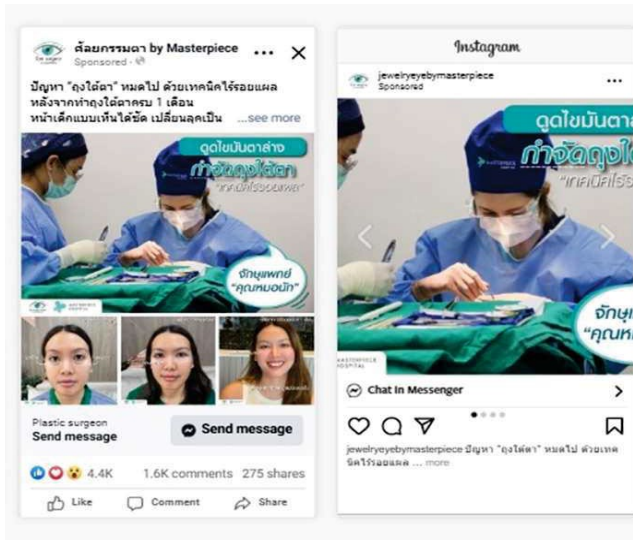 ศัลยกรรมตา by Masterpiece
Sponsored
ปัญหา "ถุงใต้ตา" หมดไป ด้วยเทคนิคไร้รอยแผล
หลังจากทำถุงใต้ตาครบ 1 เดือน
หน้าเด็กแบบเห็นได้ชัด เปลี่ยนลุคเป็น ...see more
ดูดไขมันตาล่าง
กำจัดถุงใต้ตา
"เทคนิคไร้รอยแผล"
จักษุแพทย์
"คุณหมอนัท"
Plastic surgeon
Send message
Send message
4.4K 1.6K comments 275 shares
Like Comment Share
Instagram
jewelryeyebymasterpiece
Sponsored
ดูดไขมันตาล
กำจัดถุงใต้
"เทคนิคไร้ร
จักษุแ
"คุณห
MASTERPIECE
HOSPITAL
Chat In Messenger
jewelryeyebymasterpiece ปัญหา "ถุงใต้ตา" หมดไป ด้วยเทค
นิคไร้รอยแผล ... more